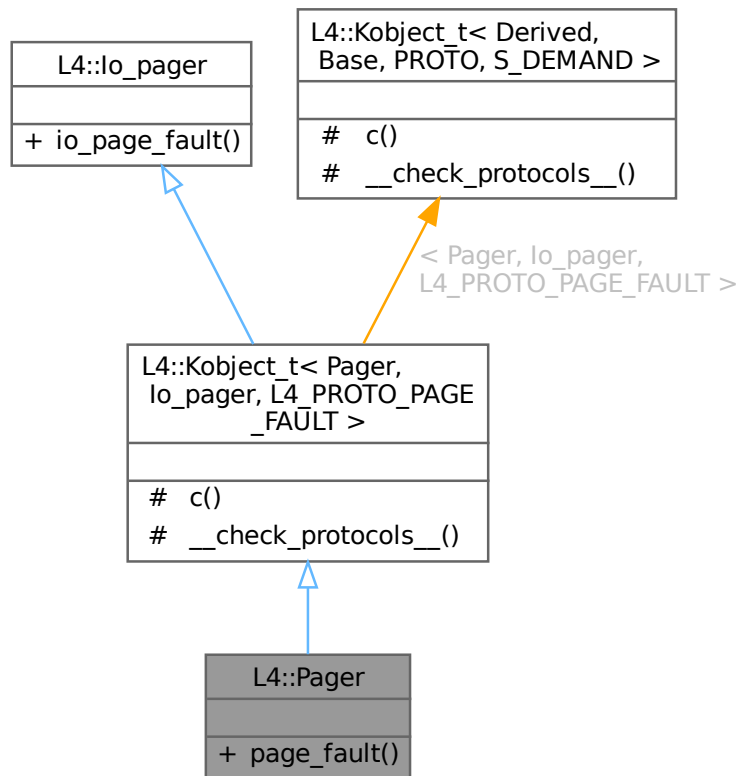 L4::Io_pager
+ io_page_fault()
L4::Kobject_t< Derived,
Base, PROTO, S_DEMAND >
# c()
# __check_protocols__()
< Pager, Io_pager,
L4_PROTO_PAGE_FAULT >
L4::Kobject_t< Pager,
Io_pager, L4_PROTO_PAGE
_FAULT >
# c()
# __check_protocols__()
L4::Pager
+ page_fault()